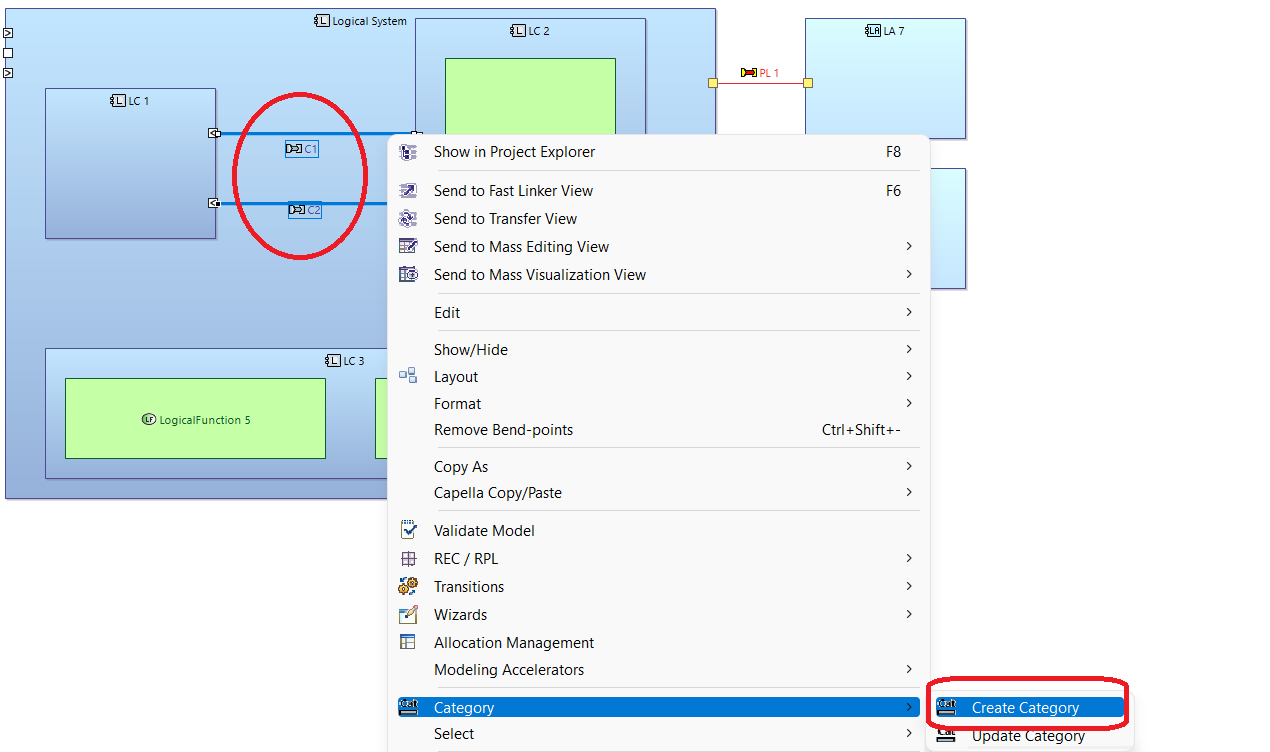 Logical System
LC 2
LA 7
PL 1
LC 1
C1
C2
LC 3
LF LogicalFunction 5
Show in Project Explorer F8
Send to Fast Linker View F6
Send to Transfer View
Send to Mass Editing View
Send to Mass Visualization View
Edit
Show/Hide
Layout
Format
Remove Bend-points Ctrl+Shift+-
Copy As
Capella Copy/Paste
Validate Model
REC / RPL
Transitions
Wizards
Allocation Management
Modeling Accelerators
Category
Create Category
Select
Update Category